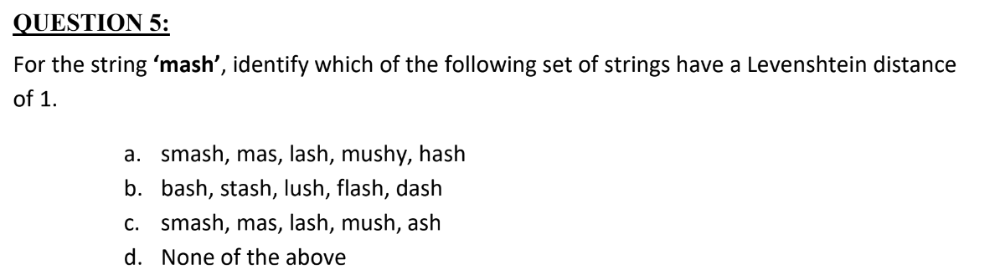 QUESTION 5:
For the string ‘mash’, identify which of the following set of strings have a Levenshtein distance
of 1.
a. smash, mas, lash, mushy, hash
b. bash, stash, lush, flash, dash
c. smash, mas, lash, mush, ash
d. None of the above